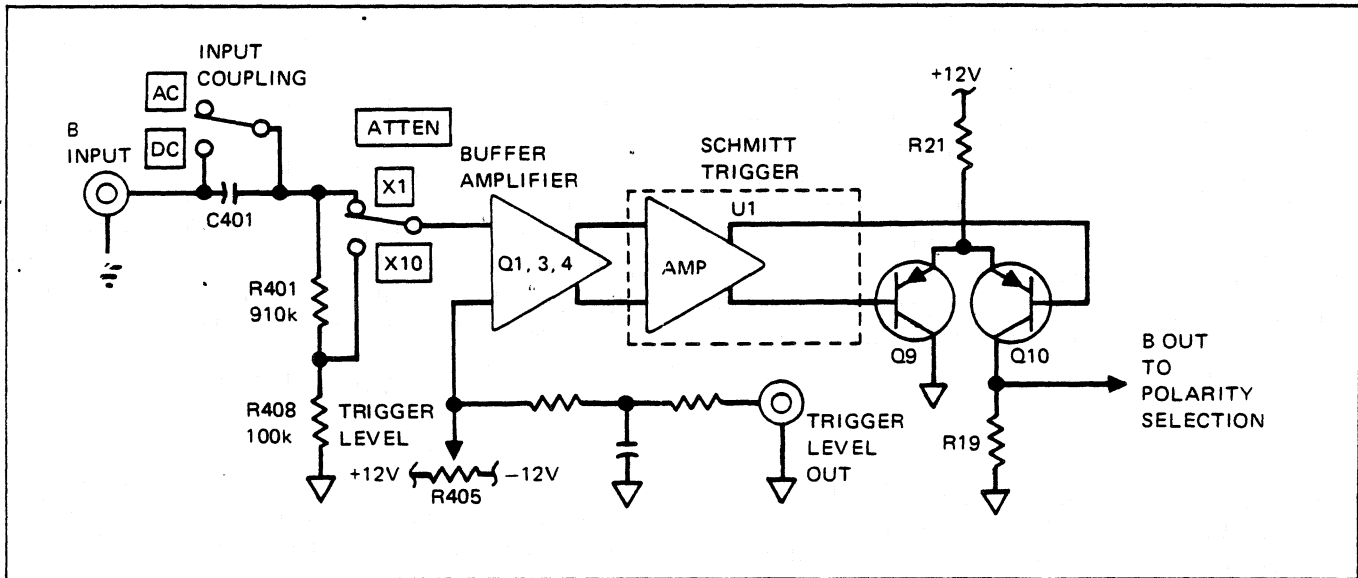 INPUT
COUPLING
AC
B
INPUT
DC
C401
ATTEN
X1
X10
R401
910k
R408
100k
BUFFER
AMPLIFIER
Q1, 3, 4
SCHMITT
TRIGGER
U1
AMP
+12V
R21
Q9
Q10
B OUT
TO
POLARITY
SELECTION
R19
TRIGGER
LEVEL
+12V
−12V
R405
TRIGGER
LEVEL
OUT